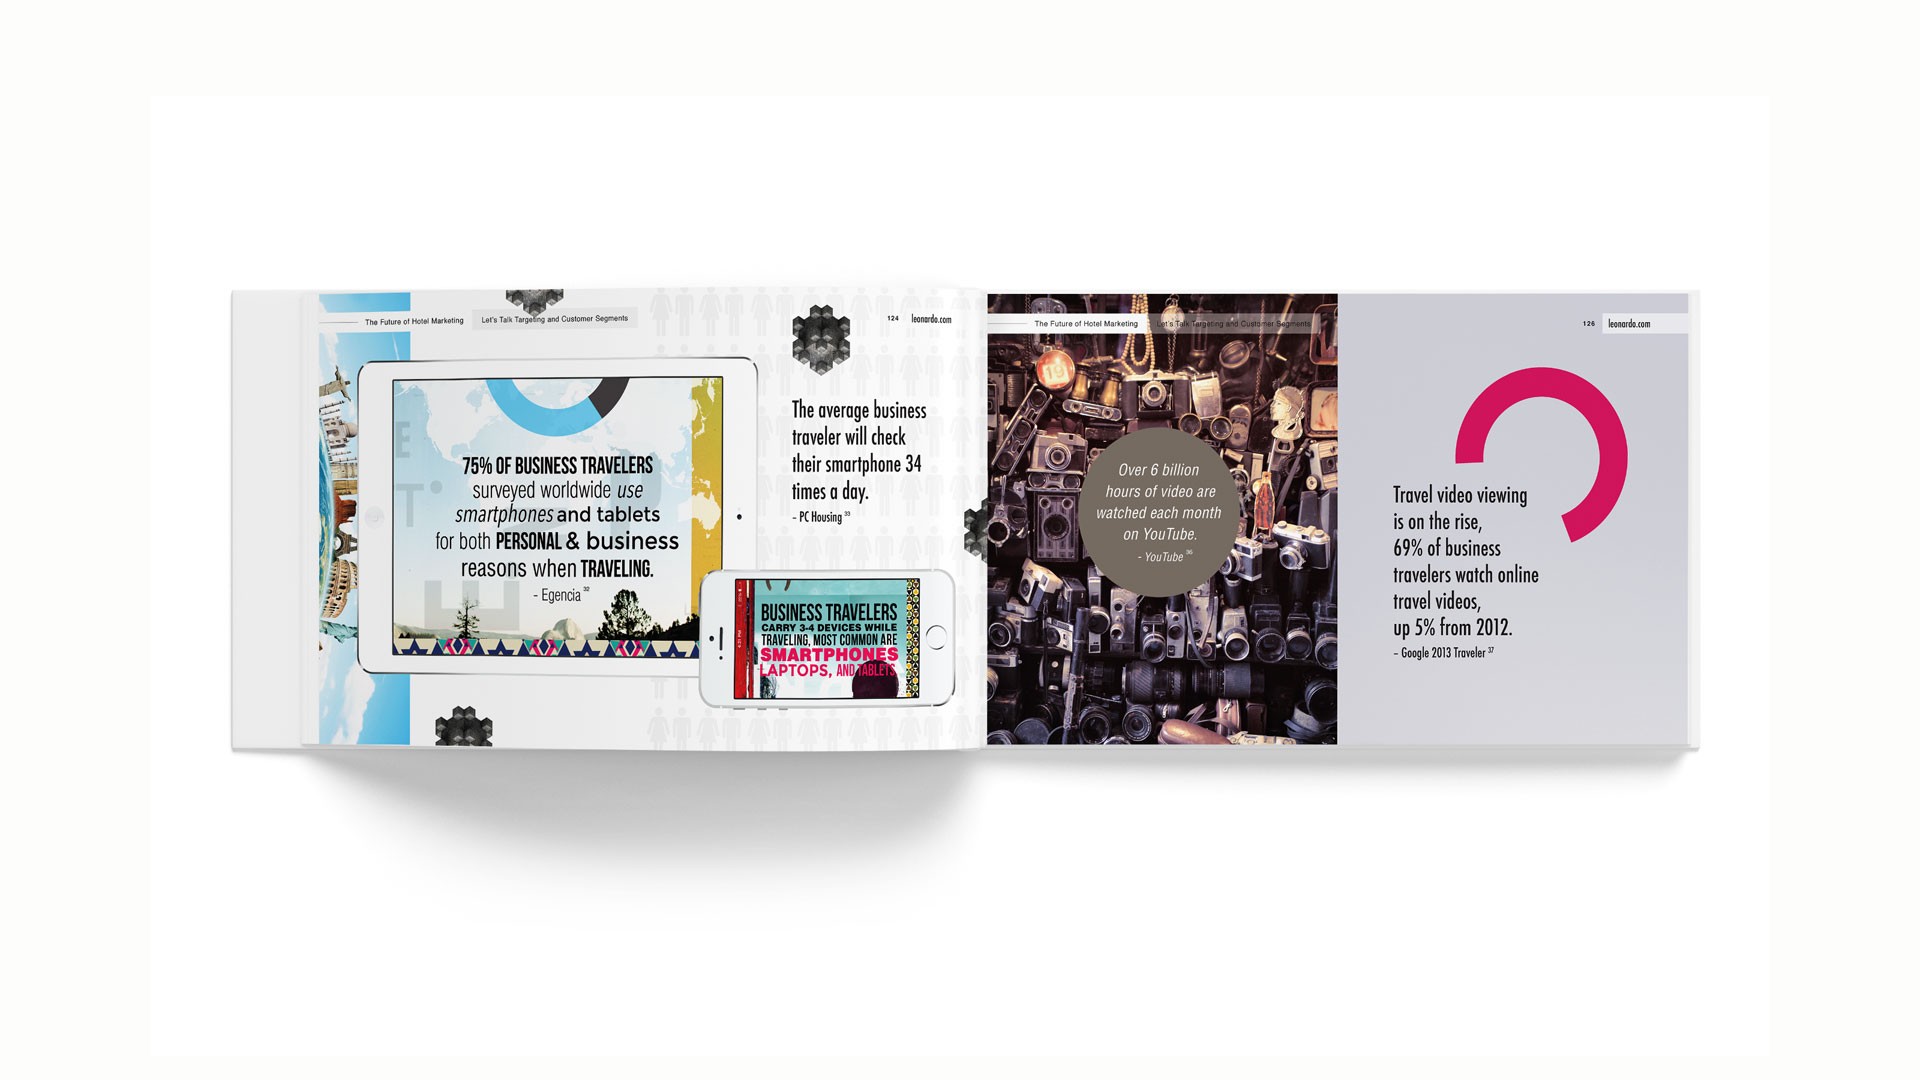 The Future of Hotel Marketing
Let's Talk Targeting and Customer Segments
124
leonardo.com
75% OF BUSINESS TRAVELERS
surveyed worldwide use
smartphones and tablets
for both PERSONAL & business
reasons when TRAVELING.
- Egencia 32
The average business
traveler will check
their smartphone 34
times a day.
– PC Housing 33
4:21 PM
BUSINESS TRAVELERS
CARRY 3-4 DEVICES WHILE
TRAVELING, MOST COMMON ARE
SMARTPHONES
LAPTOPS, AND TABLETS.
The Future of Hotel Marketing
Let's Talk Targeting and Customer Segments
19
Over 6 billion
hours of video are
watched each month
on YouTube.
- YouTube 36
126
leonardo.com
Travel video viewing
is on the rise,
69% of business
travelers watch online
travel videos,
up 5% from 2012.
– Google 2013 Traveler 37